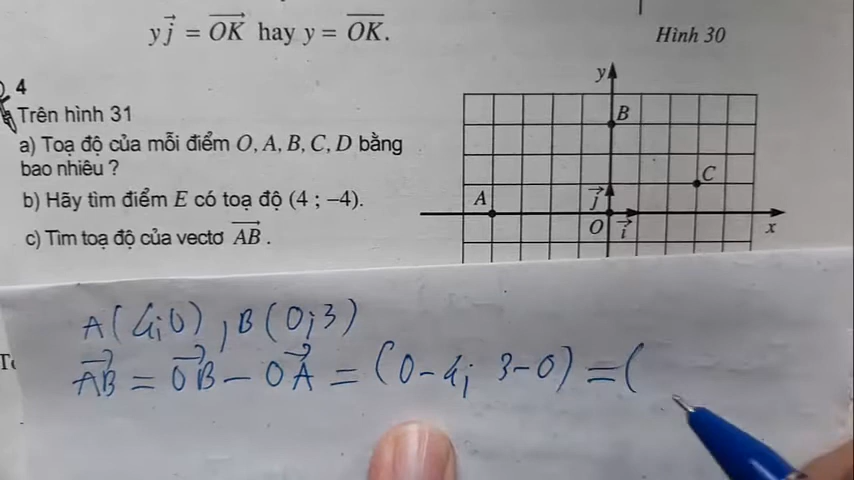 yj⃗ = OK⃗ hay y = O̅K̅.
Hình 30
4
Trên hình 31
a) Toạ độ của mỗi điểm O, A, B, C, D bằng
bao nhiêu ?
b) Hãy tìm điểm E có toạ độ (4 ; –4).
c) Tìm toạ độ của vectơ AB⃗ .
y
B
C
A
j⃗
O
i⃗
x
A(4;0), B(0;3)
AB⃗ = OB⃗ – OA⃗ = (0–4; 3–0) = (